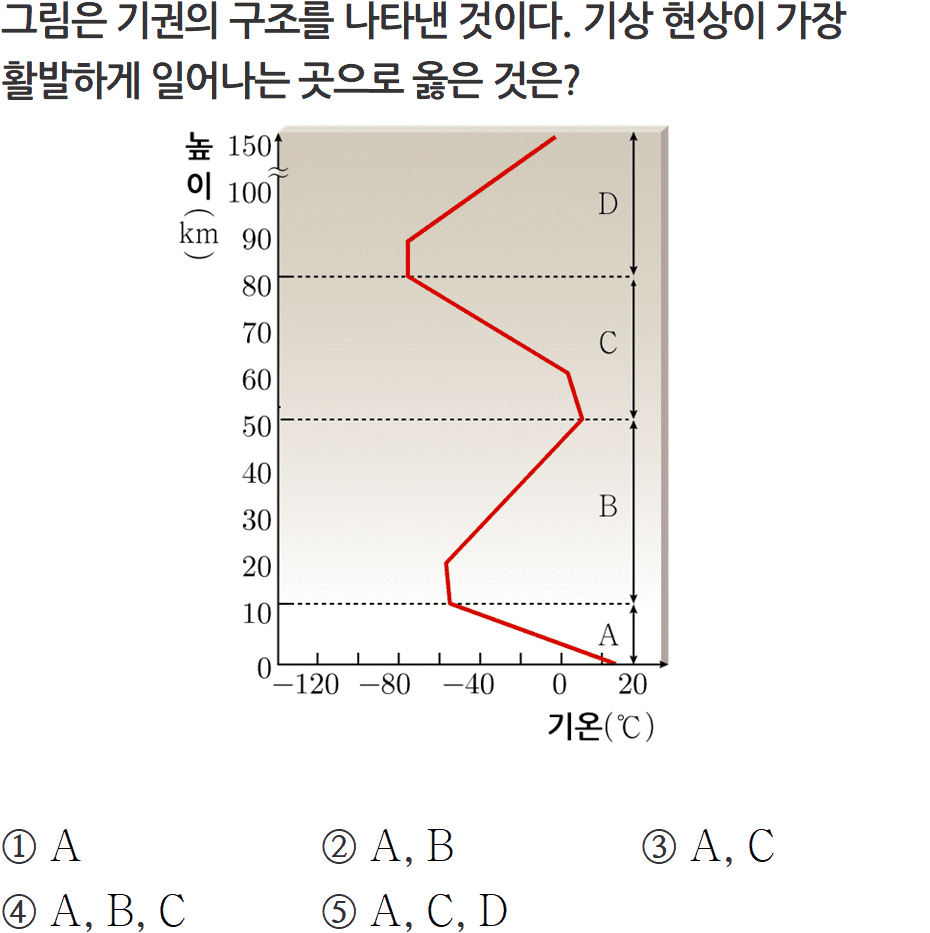 그림은 기권의 구조를 나타낸 것이다. 기상 현상이 가장
활발하게 일어나는 곳으로 옳은 것은?
높이(km)
150
100
90
80
70
60
50
40
30
20
10
0
D
C
B
A
−120 −80 −40 0 20
기온(℃)
① A ② A, B ③ A, C
④ A, B, C ⑤ A, C, D